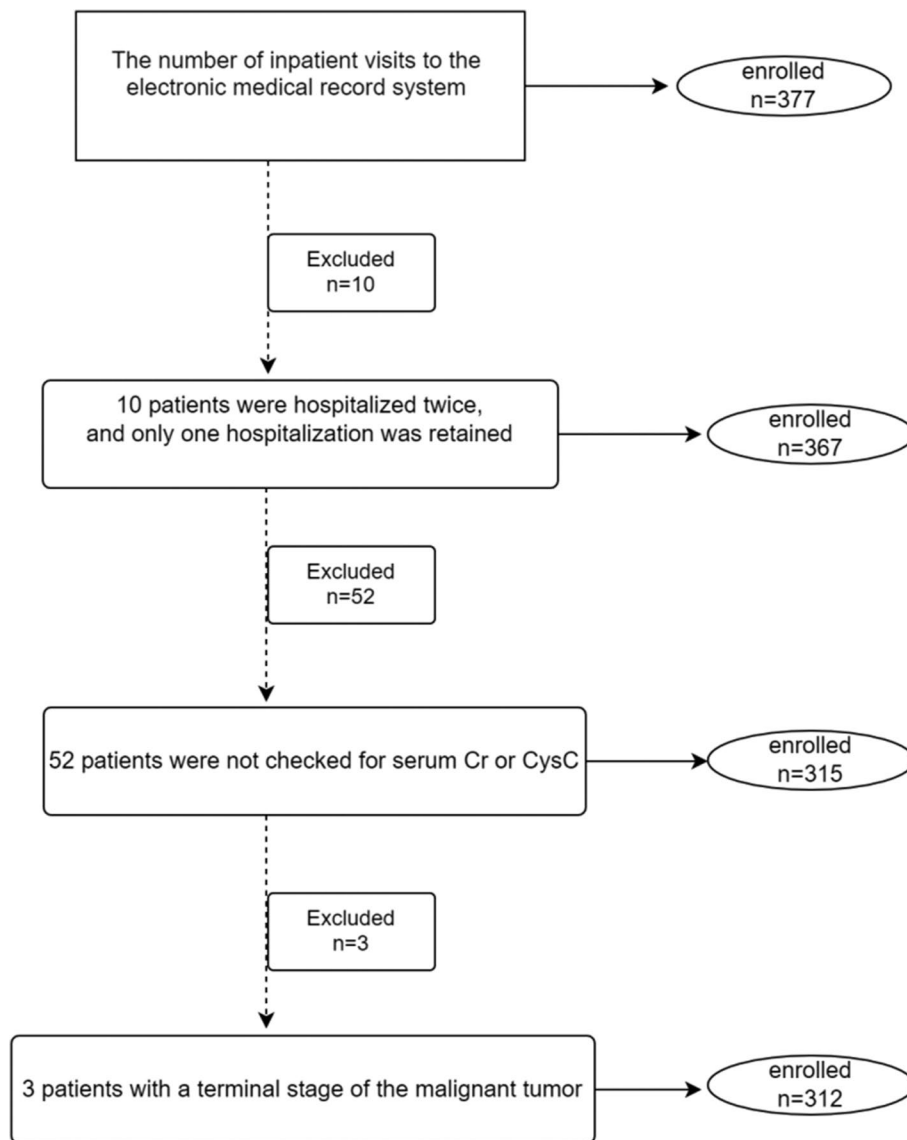 The number of inpatient visits to the
electronic medical record system
enrolled
n=377
Excluded
n=10
10 patients were hospitalized twice,
and only one hospitalization was retained
enrolled
n=367
Excluded
n=52
52 patients were not checked for serum Cr or CysC
enrolled
n=315
Excluded
n=3
3 patients with a terminal stage of the malignant tumor
enrolled
n=312